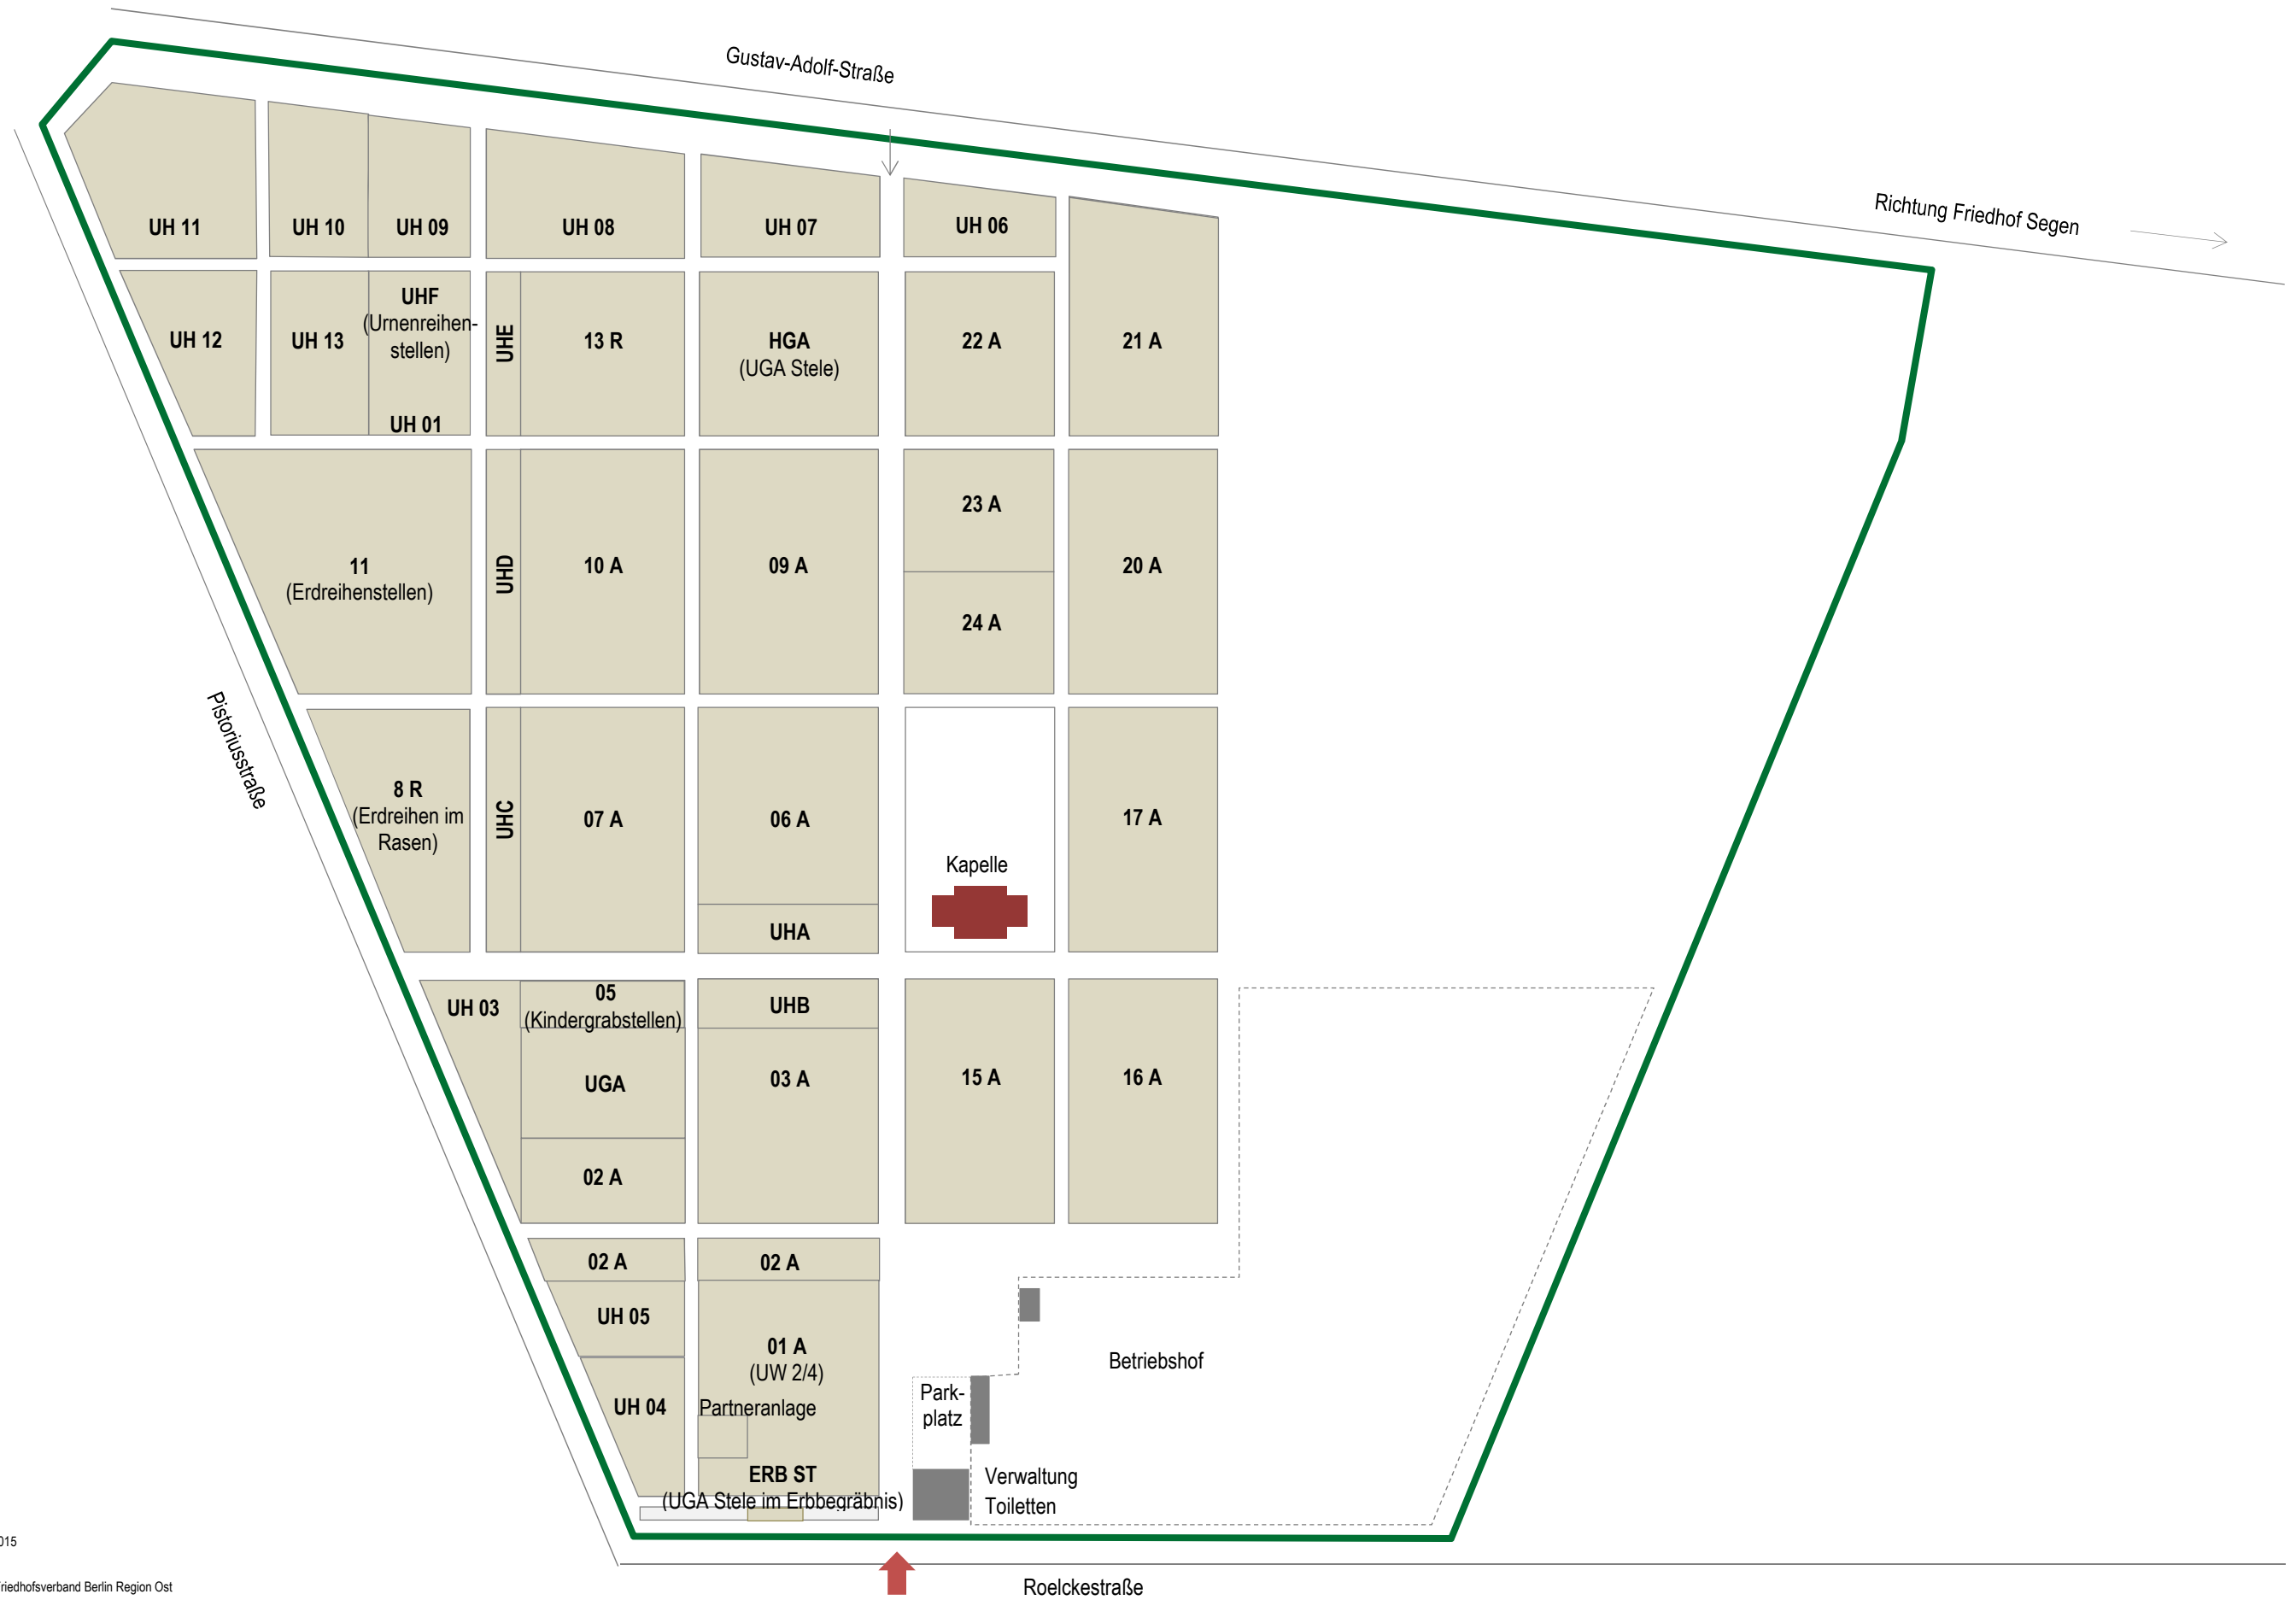 Gustav-Adolf-Straße
Richtung Friedhof Segen
UH 11
UH 10
UH 09
UH 08
UH 07
UH 06
UH 12
UH 13
UHF
(Urnenreihen-
stellen)
UH 01
UHE
13 R
HGA
(UGA Stele)
22 A
21 A
11
(Erdreihenstellen)
UHD
10 A
09 A
23 A
24 A
20 A
Pistoriusstraße
8 R
(Erdreihen im
Rasen)
UHC
07 A
06 A
UHA
Kapelle
17 A
UH 03
05
(Kindergrabstellen)
UGA
02 A
UHB
03 A
15 A
16 A
02 A
UH 05
UH 04
02 A
01 A
(UW 2/4)
Partneranlage
ERB ST
(UGA Stele im Erbbegräbnis)
Park-
platz
Betriebshof
Verwaltung
Toiletten
015
riedhofsverband Berlin Region Ost
Roelckestraße